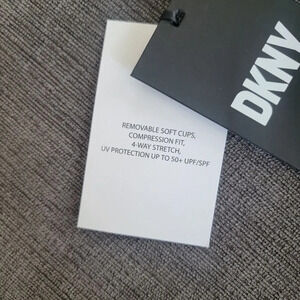 DKNY
REMOVABLE SOFT CUPS,
COMPRESSION FIT,
4-WAY STRETCH,
UV PROTECTION UP TO 50+ UPF/SPF